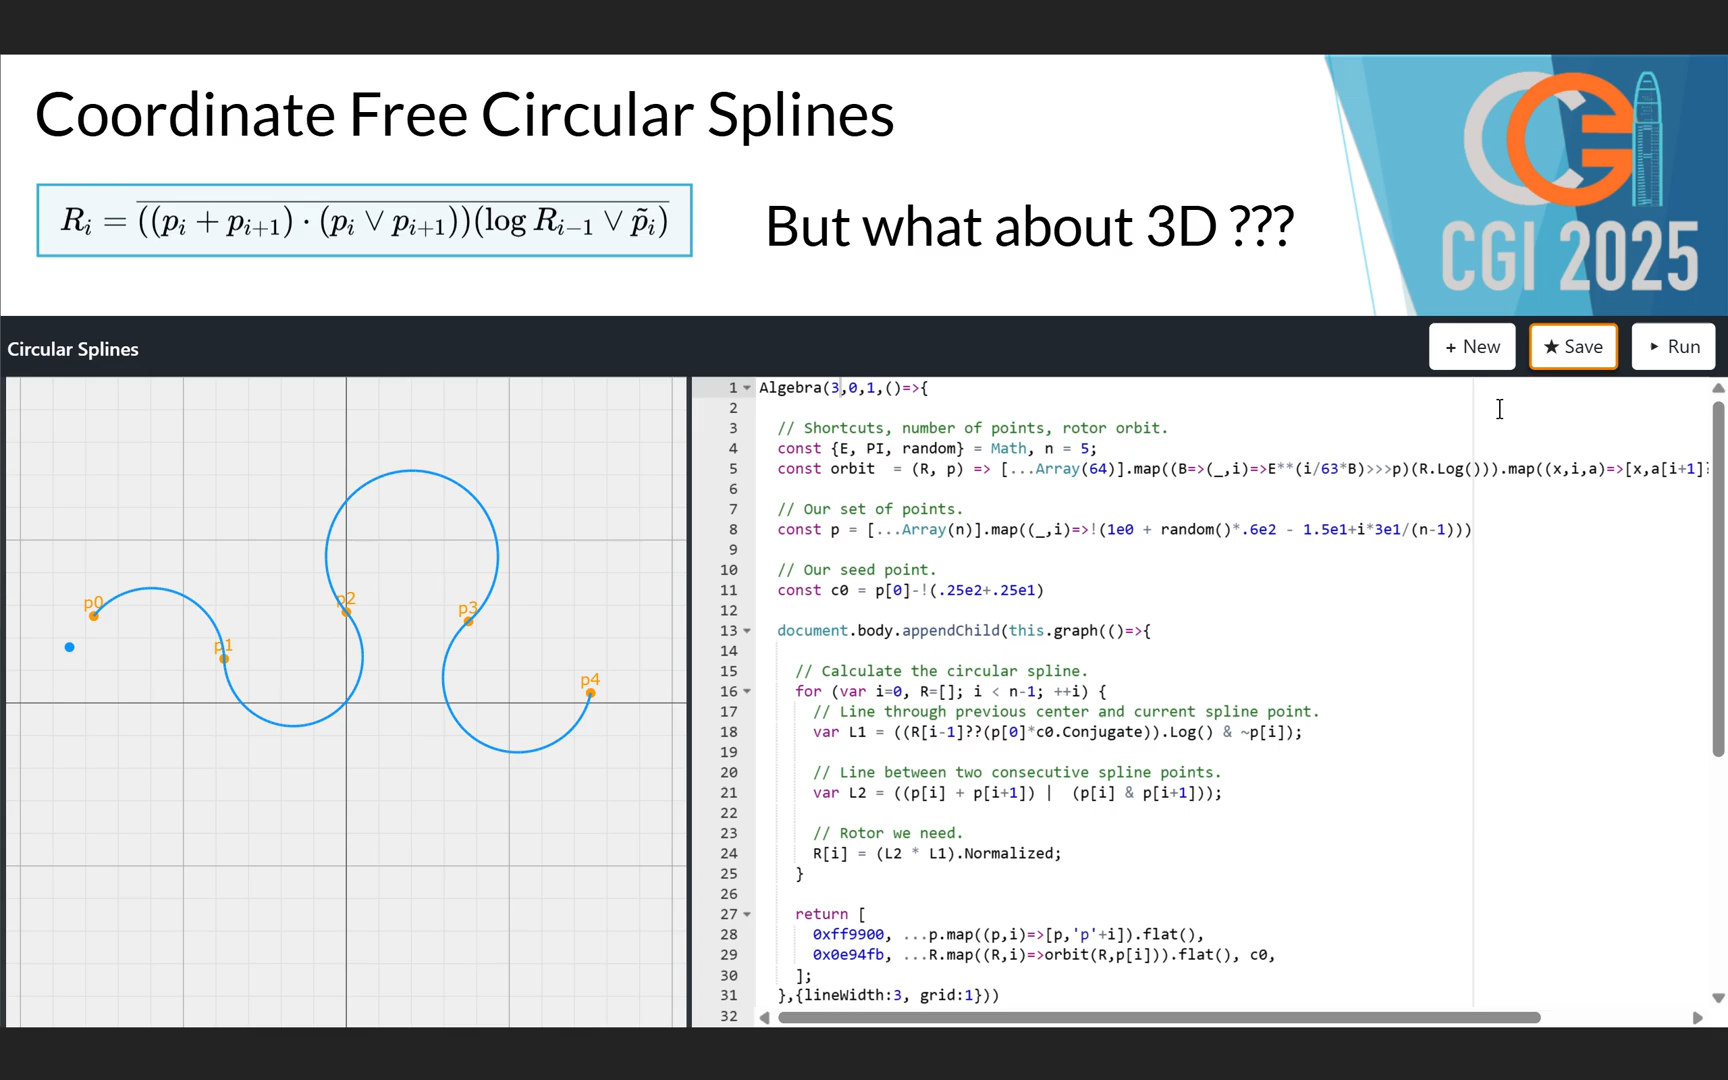 Coordinate Free Circular Splines
R_i = \overline{((p_i + p_{i+1}) · (p_i ∨ p_{i+1}))(log R_{i−1} ∨ p̃_i)}
But what about 3D ???
CGI 2025
Circular Splines
+ New
★ Save
▸ Run
p0
p1
p2
p3
p4
1 Algebra(3,0,1,()=>{
2
3 // Shortcuts, number of points, rotor orbit.
4 const {E, PI, random} = Math, n = 5;
5 const orbit  = (R, p) => [...Array(64)].map((B=>(_,i)=>E**(i/63*B)>>>p)(R.Log())).map((x,i,a)=>[x,a[i+1]?
6
7 // Our set of points.
8 const p = [...Array(n)].map((_,i)=>!(1e0 + random()*.6e2 - 1.5e1+i*3e1/(n-1)))
9
10 // Our seed point.
11 const c0 = p[0]-!(.25e2+.25e1)
12
13 document.body.appendChild(this.graph(()=>{
14
15 // Calculate the circular spline.
16 for (var i=0, R=[]; i < n-1; ++i) {
17 // Line through previous center and current spline point.
18 var L1 = ((R[i-1]??(p[0]*c0.Conjugate)).Log() & ~p[i]);
19
20 // Line between two consecutive spline points.
21 var L2 = ((p[i] + p[i+1]) |  (p[i] & p[i+1]));
22
23 // Rotor we need.
24 R[i] = (L2 * L1).Normalized;
25 }
26
27 return [
28 0xff9900, ...p.map((p,i)=>[p,'p'+i]).flat(),
29 0x0e94fb, ...R.map((R,i)=>orbit(R,p[i])).flat(), c0,
30 ];
31 },{lineWidth:3, grid:1}))
32